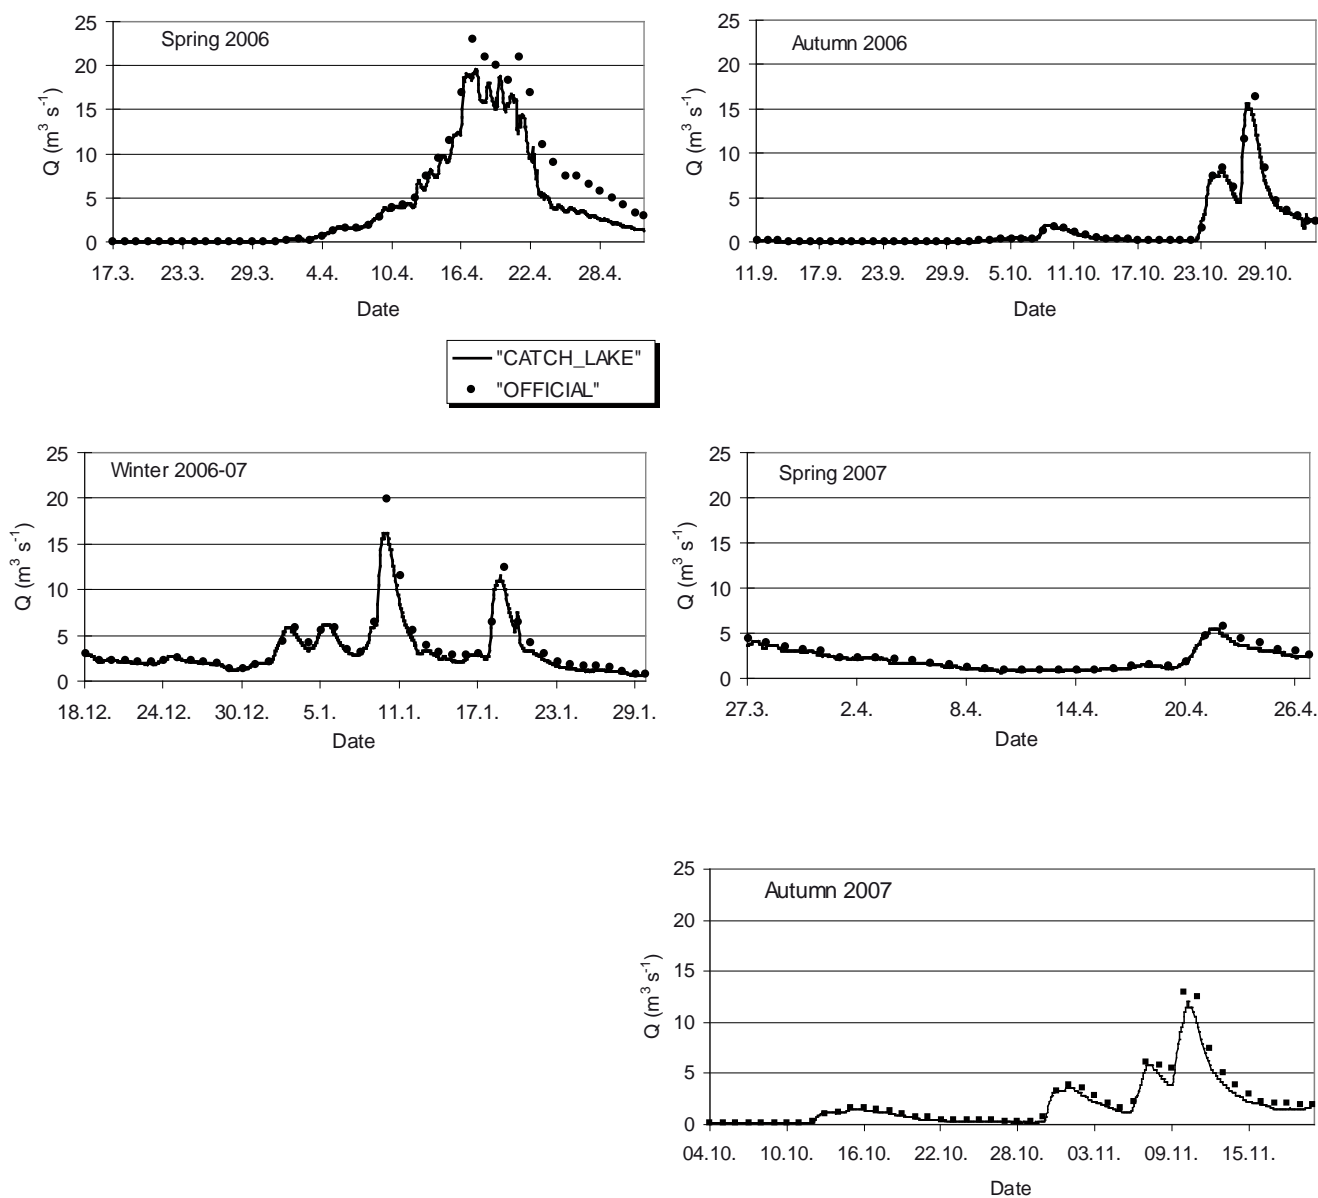 Spring 2006
25
20
15
10
5
0
Q (m³ s⁻¹)
17.3. 23.3. 29.3. 4.4. 10.4. 16.4. 22.4. 28.4.
Date
Autumn 2006
25
20
15
10
5
0
Q (m³ s⁻¹)
11.9. 17.9. 23.9. 29.9. 5.10. 11.10. 17.10. 23.10. 29.10.
Date
"CATCH_LAKE"
"OFFICIAL"
Winter 2006-07
25
20
15
10
5
0
Q (m³ s⁻¹)
18.12. 24.12. 30.12. 5.1. 11.1. 17.1. 23.1. 29.1.
Date
Spring 2007
25
20
15
10
5
0
Q (m³ s⁻¹)
27.3. 2.4. 8.4. 14.4. 20.4. 26.4.
Date
Autumn 2007
25
20
15
10
5
0
Q (m³ s⁻¹)
04.10. 10.10. 16.10. 22.10. 28.10. 03.11. 09.11. 15.11.
Date